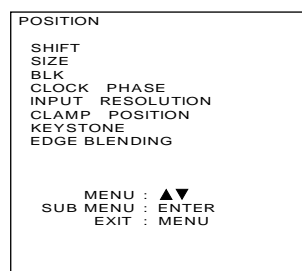 POSITION
SHIFT
SIZE
BLK
CLOCK PHASE
INPUT RESOLUTION
CLAMP POSITION
KEYSTONE
EDGE BLENDING
MENU : ▲▼
SUB MENU : ENTER
EXIT : MENU